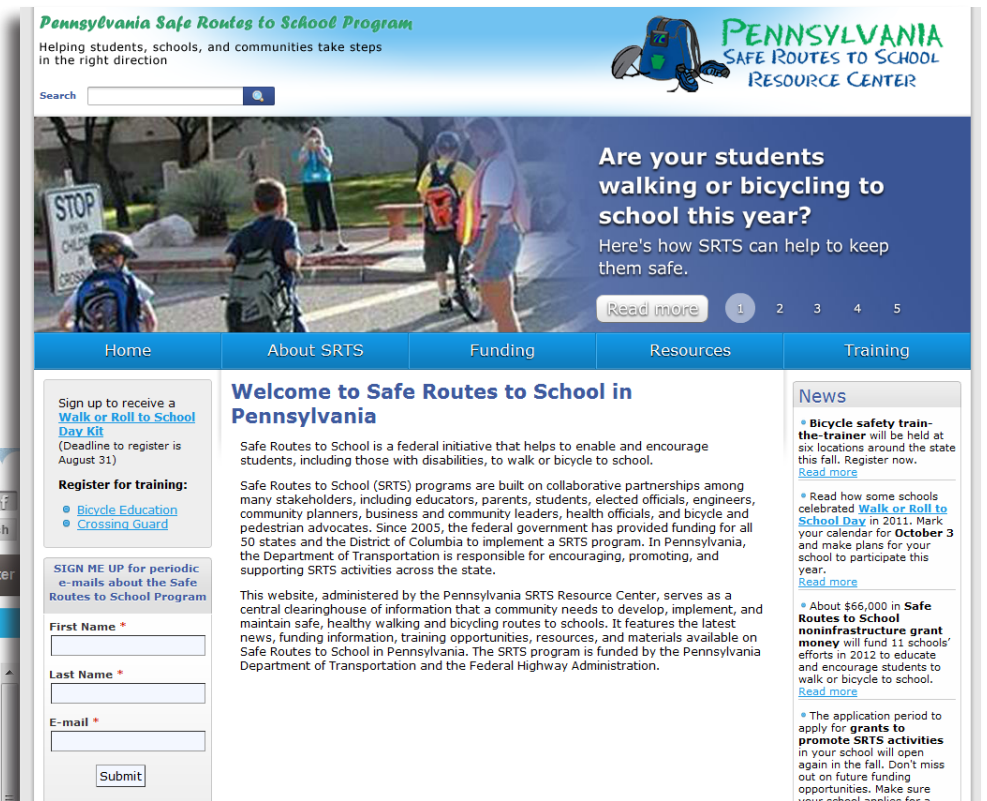 Pennsylvania Safe Routes to School Program
Helping students, schools, and communities take steps
in the right direction
Search
PENNSYLVANIA
SAFE ROUTES TO SCHOOL
RESOURCE CENTER
STOP
WHEN
CHILDREN
IN
Are your students
walking or bicycling to
school this year?
Here's how SRTS can help to keep
them safe.
Read more
1 2 3 4 5
Home About SRTS Funding Resources Training
Sign up to receive a
Walk or Roll to School
Day Kit
(Deadline to register is
August 31)
Register for training:
Bicycle Education
Crossing Guard
SIGN ME UP for periodic
e-mails about the Safe
Routes to School Program
First Name *
Last Name *
E-mail *
Submit
Welcome to Safe Routes to School in
Pennsylvania
Safe Routes to School is a federal initiative that helps to enable and encourage
students, including those with disabilities, to walk or bicycle to school.
Safe Routes to School (SRTS) programs are built on collaborative partnerships among
many stakeholders, including educators, parents, students, elected officials, engineers,
community planners, business and community leaders, health officials, and bicycle and
pedestrian advocates. Since 2005, the federal government has provided funding for all
50 states and the District of Columbia to implement a SRTS program. In Pennsylvania,
the Department of Transportation is responsible for encouraging, promoting, and
supporting SRTS activities across the state.
This website, administered by the Pennsylvania SRTS Resource Center, serves as a
central clearinghouse of information that a community needs to develop, implement, and
maintain safe, healthy walking and bicycling routes to schools. It features the latest
news, funding information, training opportunities, resources, and materials available on
Safe Routes to School in Pennsylvania. The SRTS program is funded by the Pennsylvania
Department of Transportation and the Federal Highway Administration.
News
Bicycle safety train-
the-trainer will be held at
six locations around the state
this fall. Register now.
Read more
Read how some schools
celebrated Walk or Roll to
School Day in 2011. Mark
your calendar for October 3
and make plans for your
school to participate this
year.
Read more
About $66,000 in Safe
Routes to School
noninfrastructure grant
money will fund 11 schools'
efforts in 2012 to educate
and encourage students to
walk or bicycle to school.
Read more
The application period to
apply for grants to
promote SRTS activities
in your school will open
again in the fall. Don't miss
out on future funding
opportunities. Make sure
your school applies for a